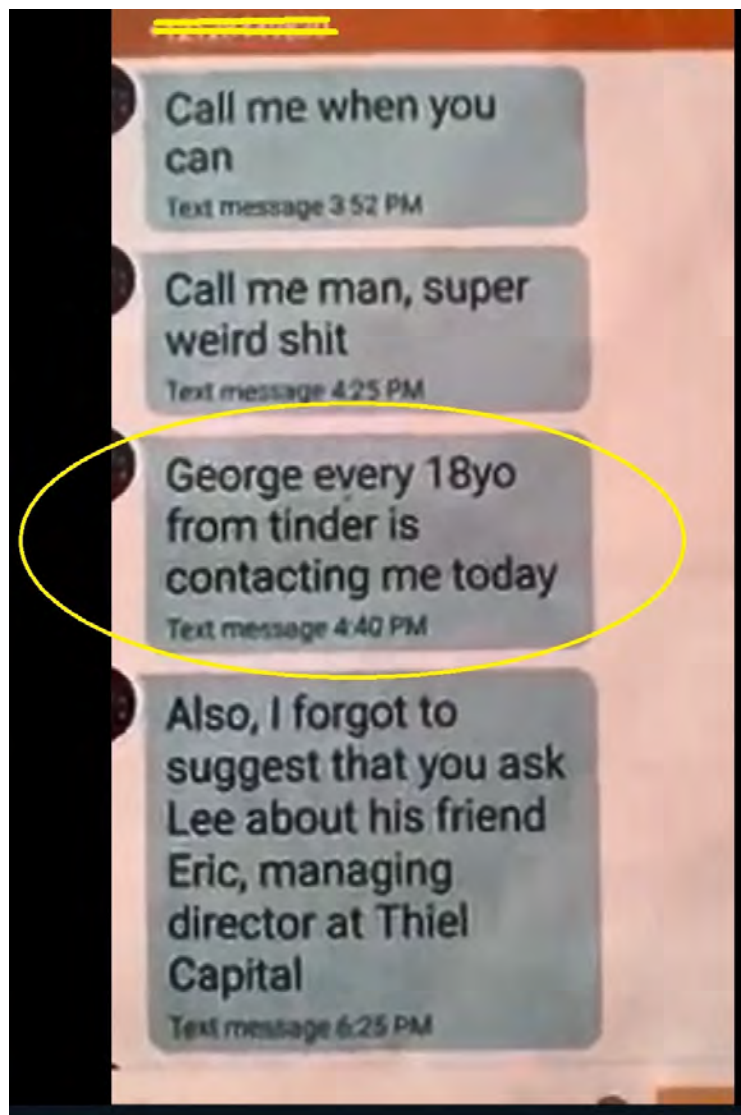 Call me when you
can
Text message 3 52 PM
Call me man, super
weird shit
Text message 4:25 PM
George every 18yo
from tinder is
contacting me today
Text message 4:40 PM
Also, I forgot to
suggest that you ask
Lee about his friend
Eric, managing
director at Thiel
Capital
Text message 6:25 PM